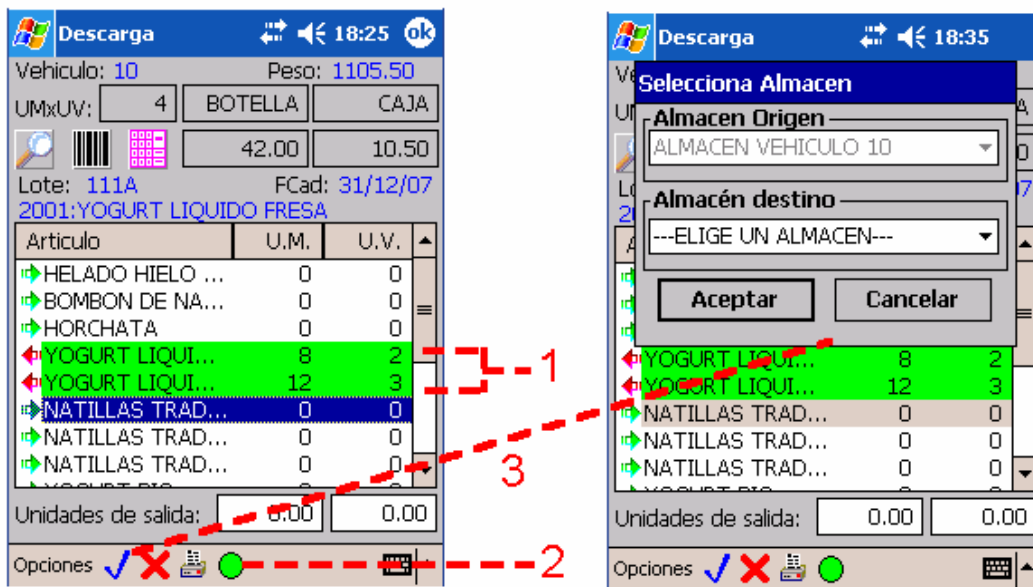 Descarga 18:25 ok
Vehiculo: 10 Peso: 1105.50
UMxUV: 4 BOTELLA CAJA
42.00 10.50
Lote: 111A FCad: 31/12/07
2001:YOGURT LIQUIDO FRESA
Articulo U.M. U.V.
HELADO HIELO ... 0 0
BOMBON DE NA... 0 0
HORCHATA 0 0
YOGURT LIQUI... 8 2
YOGURT LIQUI... 12 3
NATILLAS TRAD... 0 0
NATILLAS TRAD... 0 0
NATILLAS TRAD... 0 0
Unidades de salida: 0.00 0.00
Opciones
1
3
2
Descarga 18:35
Selecciona Almacen
Almacen Origen
ALMACEN VEHICULO 10
Almacén destino
---ELIGE UN ALMACEN---
Aceptar Cancelar
YOGURT LIQUI... 8 2
YOGURT LIQUI... 12 3
NATILLAS TRAD... 0 0
NATILLAS TRAD... 0 0
NATILLAS TRAD... 0 0
Unidades de salida: 0.00 0.00
Opciones